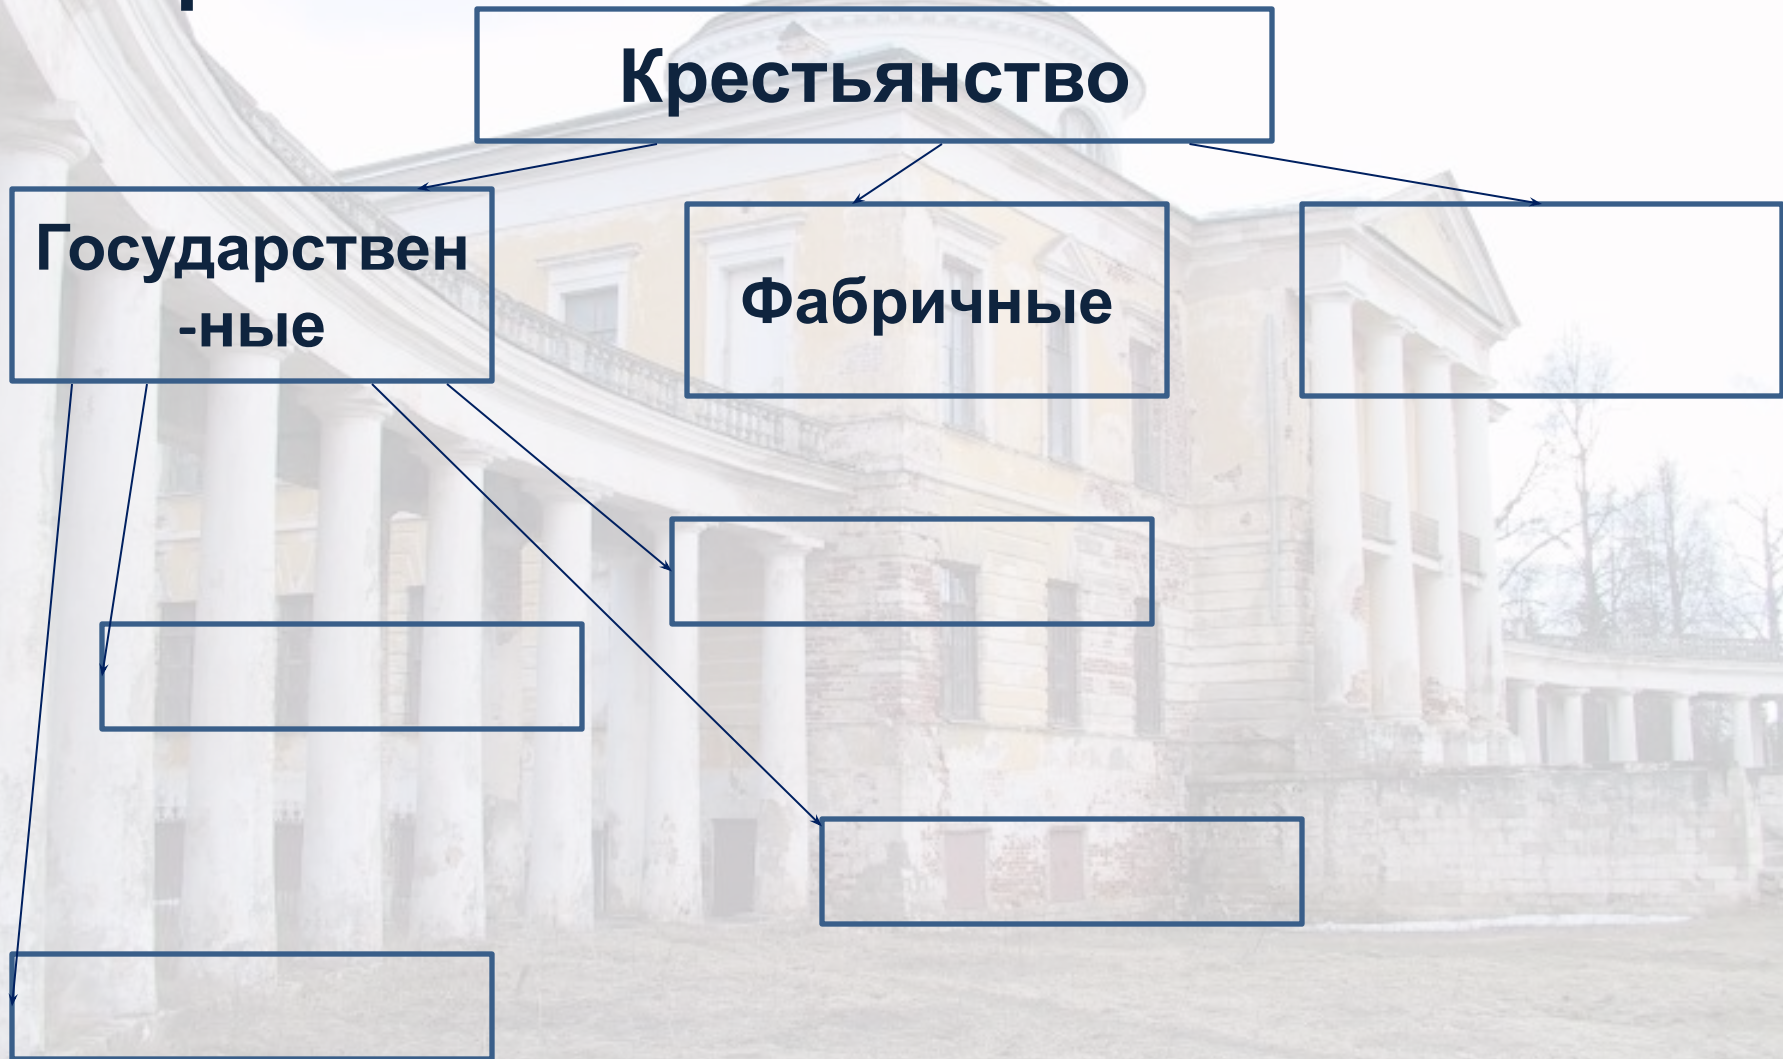 Крестьянство
Государствен
-ные
Фабричные